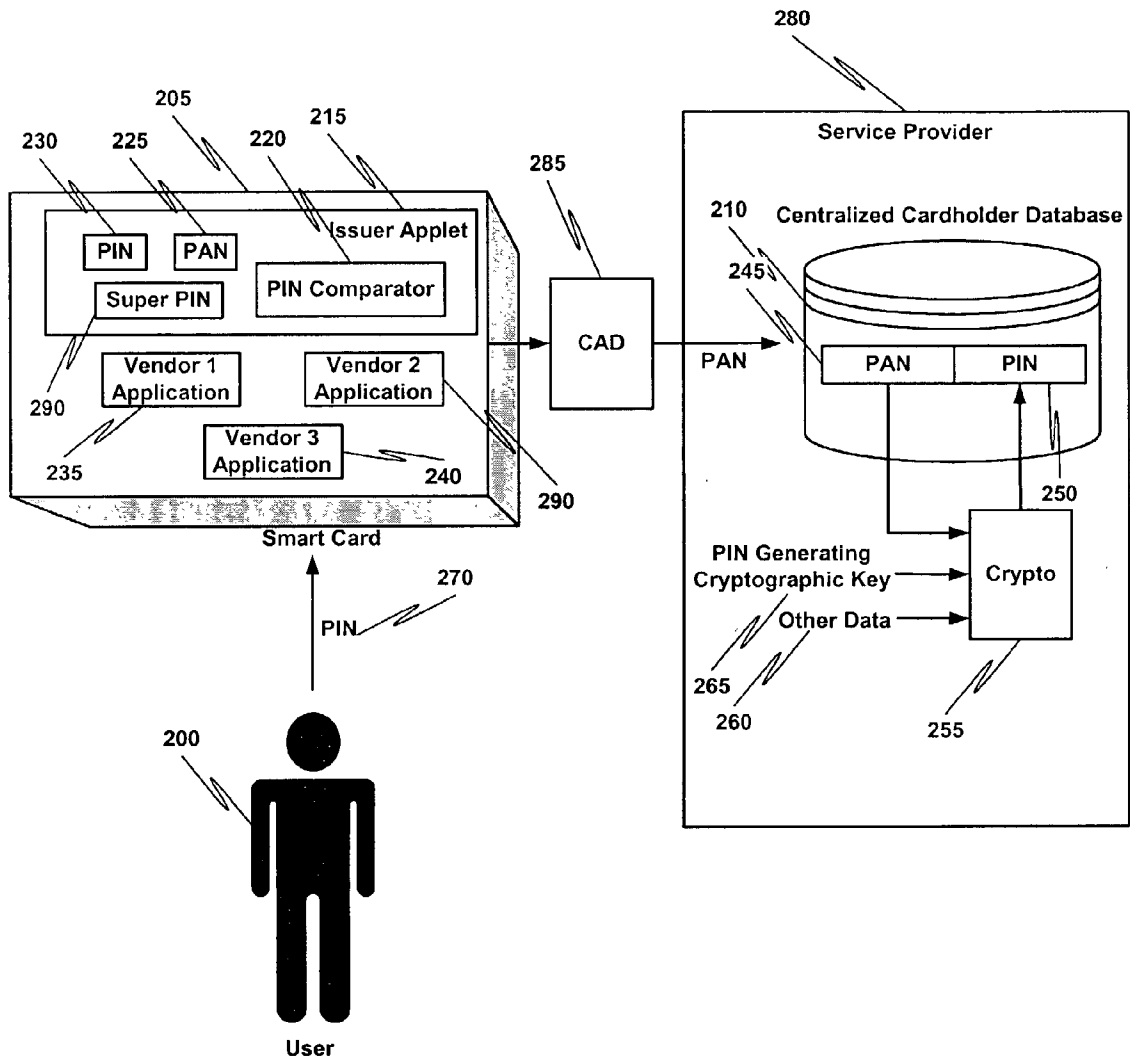 280
205
215
230
225
220
Service Provider
285
210
Centralized Cardholder Database
245
Issuer Applet
PIN
PAN
Super PIN
PIN Comparator
CAD
PAN
PAN
PIN
Vendor 1
Application
Vendor 2
Application
290
235
Vendor 3
Application
240
290
250
Smart Card
PIN Generating
Cryptographic Key
Crypto
270
PIN
Other Data
265
260
255
200
User